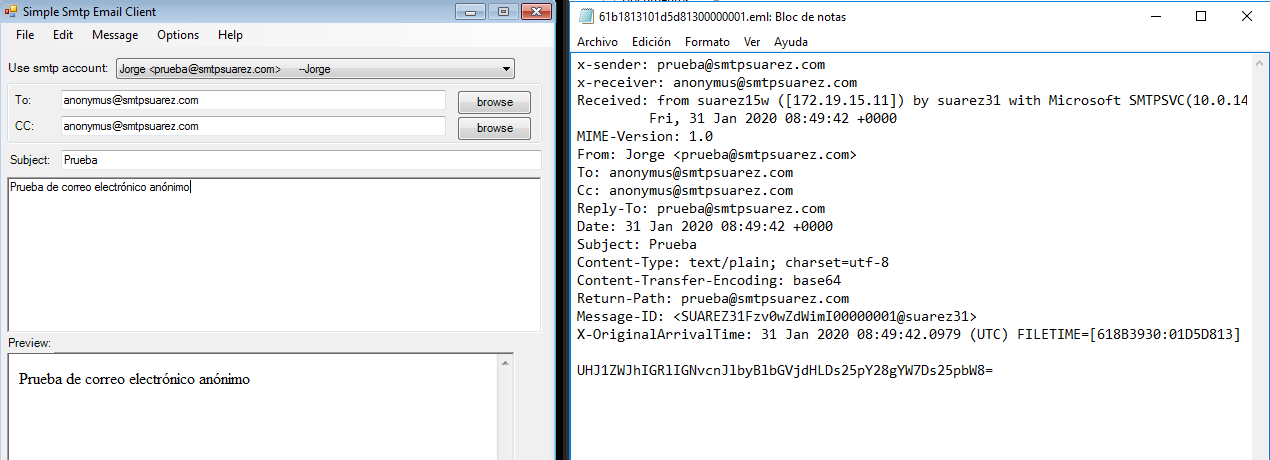 Simple Smtp Email Client
File Edit Message Options Help
Use smtp account: Jorge <prueba@smtpsuarez.com> --Jorge
To: anonymus@smtpsuarez.com browse
CC: anonymus@smtpsuarez.com browse
Subject: Prueba
Prueba de correo electrónico anónimo
Preview:
Prueba de correo electrónico anónimo
61b1813101d5d81300000001.eml: Bloc de notas
Archivo Edición Formato Ver Ayuda
x-sender: prueba@smtpsuarez.com
x-receiver: anonymus@smtpsuarez.com
Received: from suarez15w ([172.19.15.11]) by suarez31 with Microsoft SMTPSVC(10.0.14
Fri, 31 Jan 2020 08:49:42 +0000
MIME-Version: 1.0
From: Jorge <prueba@smtpsuarez.com>
To: anonymus@smtpsuarez.com
Cc: anonymus@smtpsuarez.com
Reply-To: prueba@smtpsuarez.com
Date: 31 Jan 2020 08:49:42 +0000
Subject: Prueba
Content-Type: text/plain; charset=utf-8
Content-Transfer-Encoding: base64
Return-Path: prueba@smtpsuarez.com
Message-ID: <SUAREZ31Fzv0wZdWimI00000001@suarez31>
X-OriginalArrivalTime: 31 Jan 2020 08:49:42.0979 (UTC) FILETIME=[618B3930:01D5D813]
UHJ1ZWJhIGRlIGNvcnJlbyBlbGVjdHLDs25pY28gYW7Ds25pbW8=